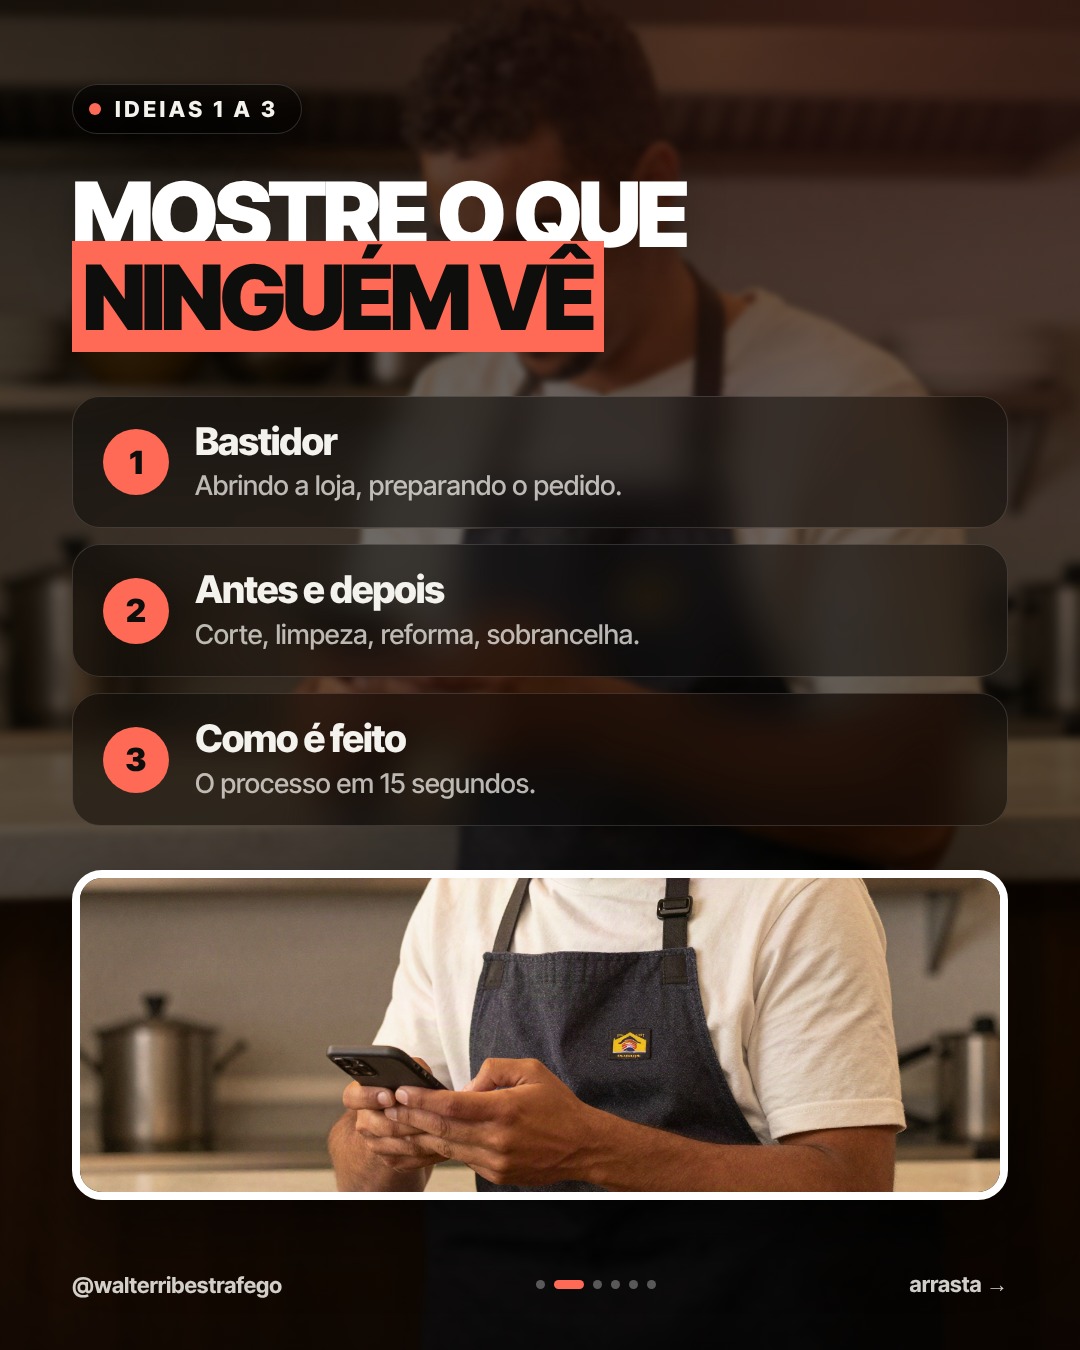 IDEIAS 1 A 3
MOSTRE O QUE
NINGUÉM VÊ
1
Bastidor
Abrindo a loja, preparando o pedido.
2
Antes e depois
Corte, limpeza, reforma, sobrancelha.
3
Como é feito
O processo em 15 segundos.
@walterribestrafego
arrasta →